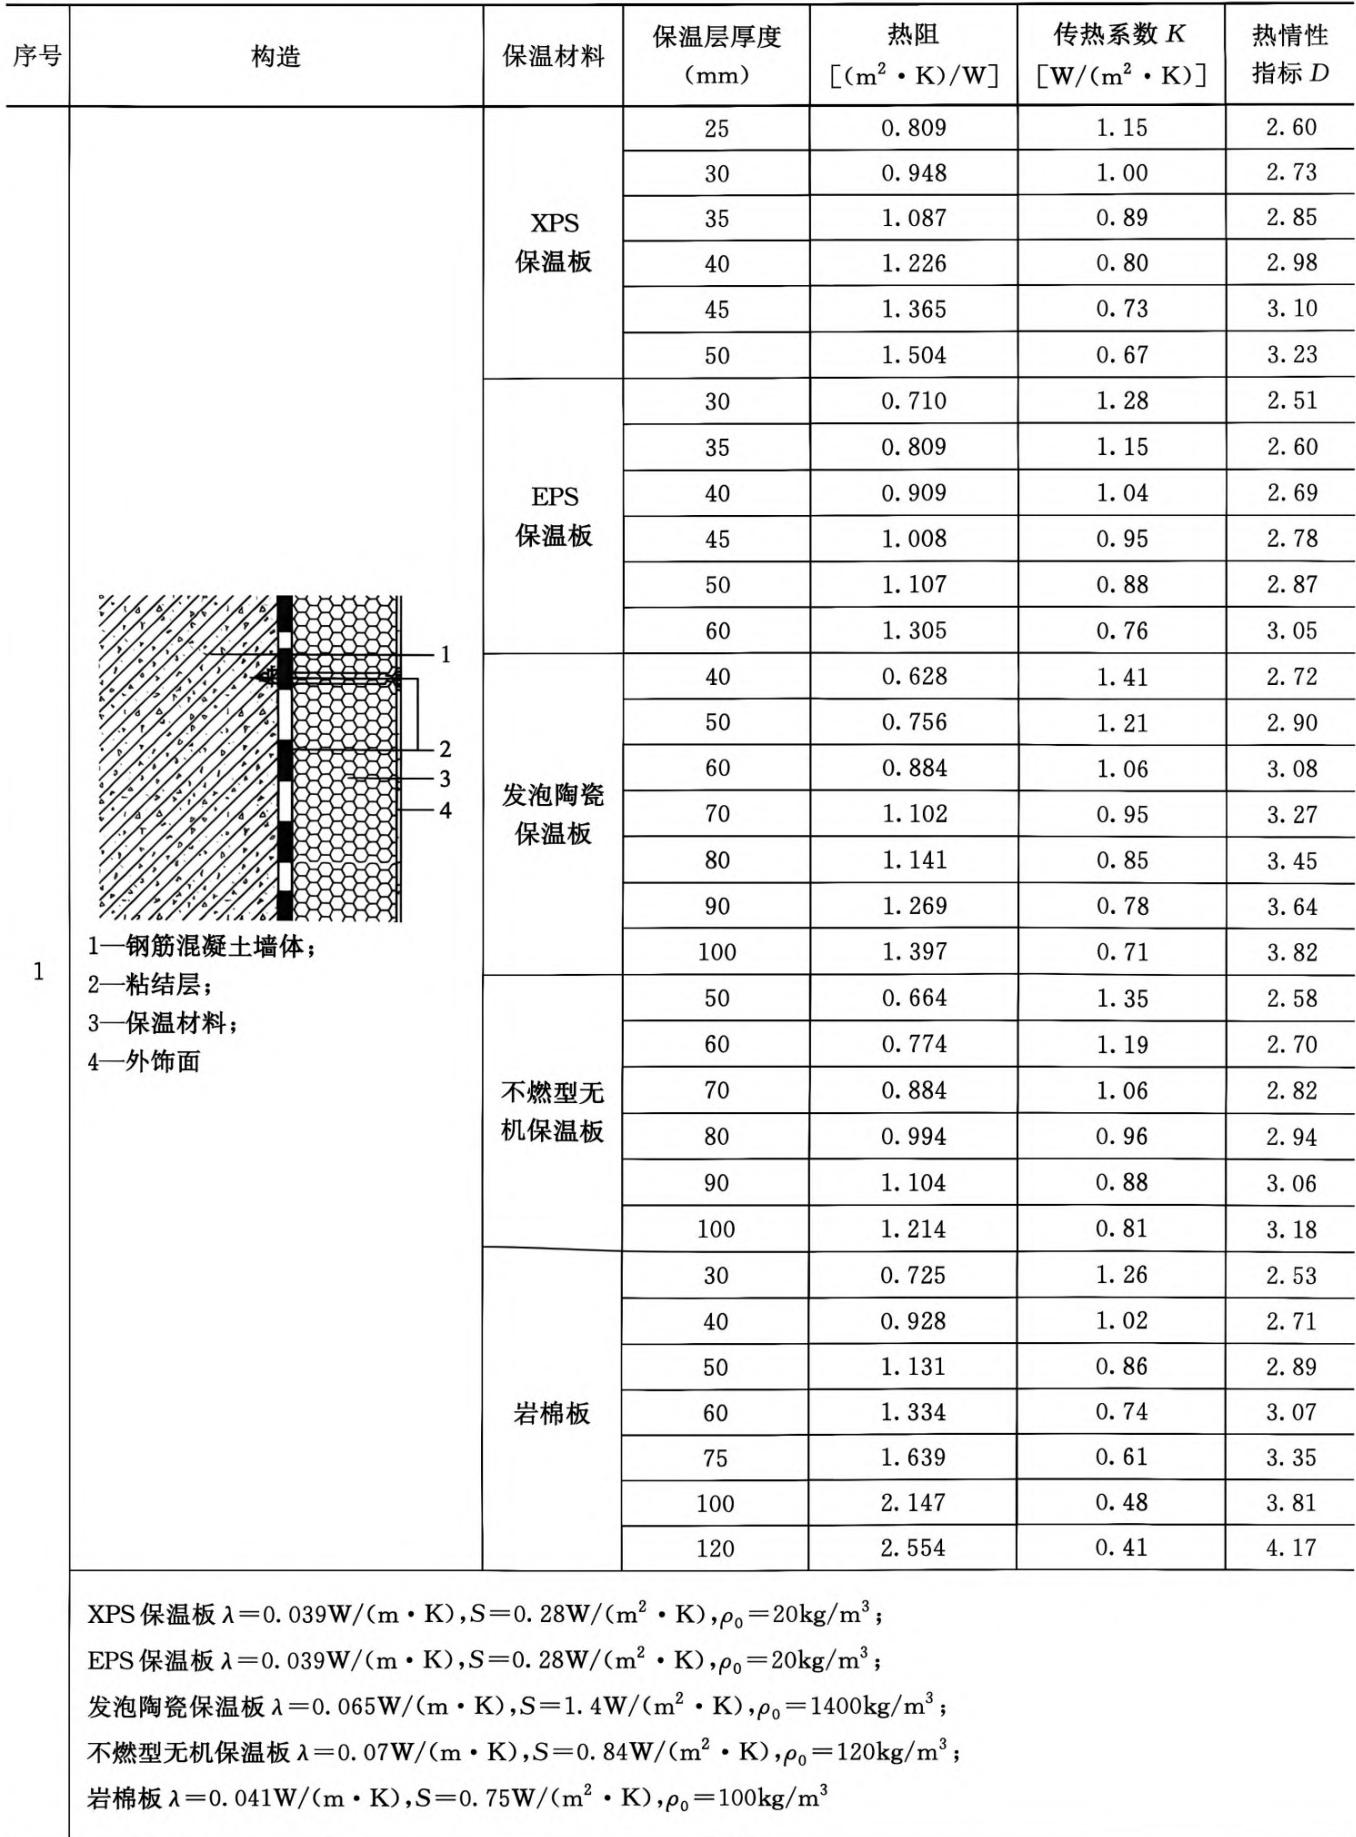 序号 构造 保温材料 保温层厚度（mm） 热阻[(m²·K)/W] 传热系数 K[W/(m²·K)] 热惰性指标 D
1
XPS
保温板
25 0.809 1.15 2.60
30 0.948 1.00 2.73
35 1.087 0.89 2.85
40 1.226 0.80 2.98
45 1.365 0.73 3.10
50 1.504 0.67 3.23
EPS
保温板
30 0.710 1.28 2.51
35 0.809 1.15 2.60
40 0.909 1.04 2.69
45 1.008 0.95 2.78
50 1.107 0.88 2.87
60 1.305 0.76 3.05
发泡陶瓷
保温板
40 0.628 1.41 2.72
50 0.756 1.21 2.90
60 0.884 1.06 3.08
70 1.102 0.95 3.27
80 1.141 0.85 3.45
90 1.269 0.78 3.64
100 1.397 0.71 3.82
不燃型无
机保温板
50 0.664 1.35 2.58
60 0.774 1.19 2.70
70 0.884 1.06 2.82
80 0.994 0.96 2.94
90 1.104 0.88 3.06
100 1.214 0.81 3.18
岩棉板
30 0.725 1.26 2.53
40 0.928 1.02 2.71
50 1.131 0.86 2.89
60 1.334 0.74 3.07
75 1.639 0.61 3.35
100 2.147 0.48 3.81
120 2.554 0.41 4.17
1
2
3
4
1—钢筋混凝土墙体；
2—粘结层；
3—保温材料；
4—外饰面
XPS保温板λ=0.039W/(m·K),S=0.28W/(m²·K),ρ₀=20kg/m³；
EPS保温板λ=0.039W/(m·K),S=0.28W/(m²·K),ρ₀=20kg/m³；
发泡陶瓷保温板λ=0.065W/(m·K),S=1.4W/(m²·K),ρ₀=1400kg/m³；
不燃型无机保温板λ=0.07W/(m·K),S=0.84W/(m²·K),ρ₀=120kg/m³；
岩棉板λ=0.041W/(m·K),S=0.75W/(m²·K),ρ₀=100kg/m³